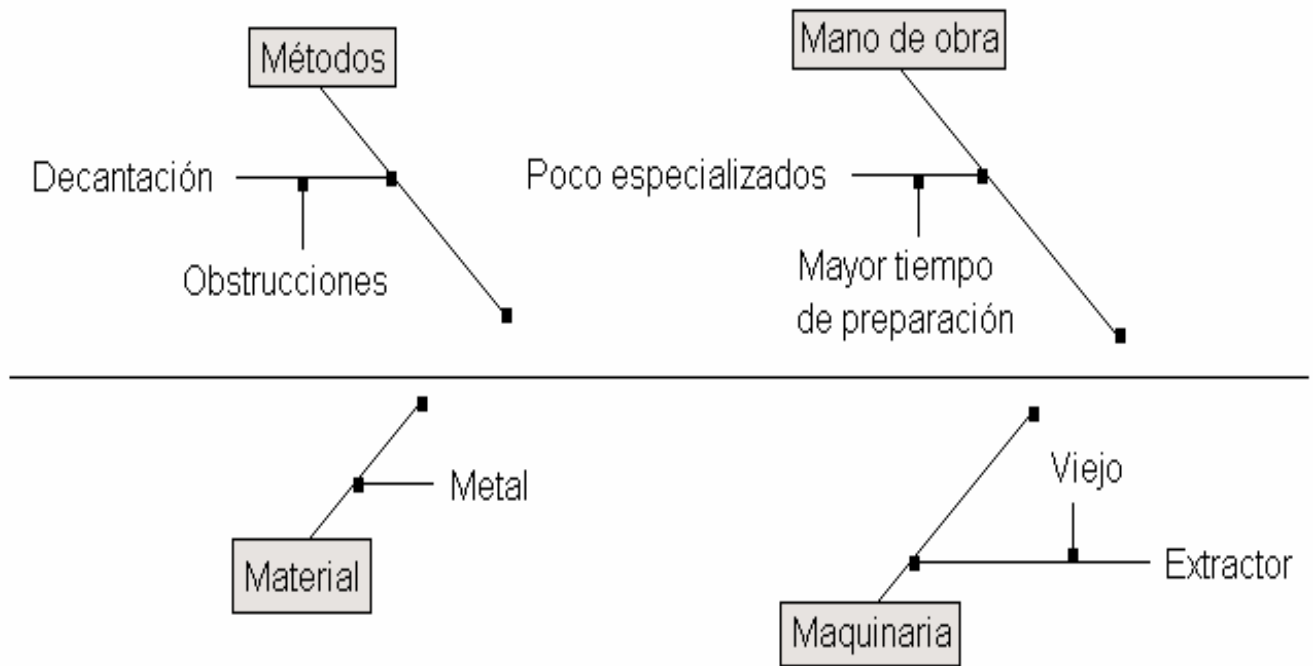 Métodos
Mano de obra
Decantación
Poco especializados
Obstrucciones
Mayor tiempo
de preparación
Metal
Viejo
Extractor
Material
Maquinaria